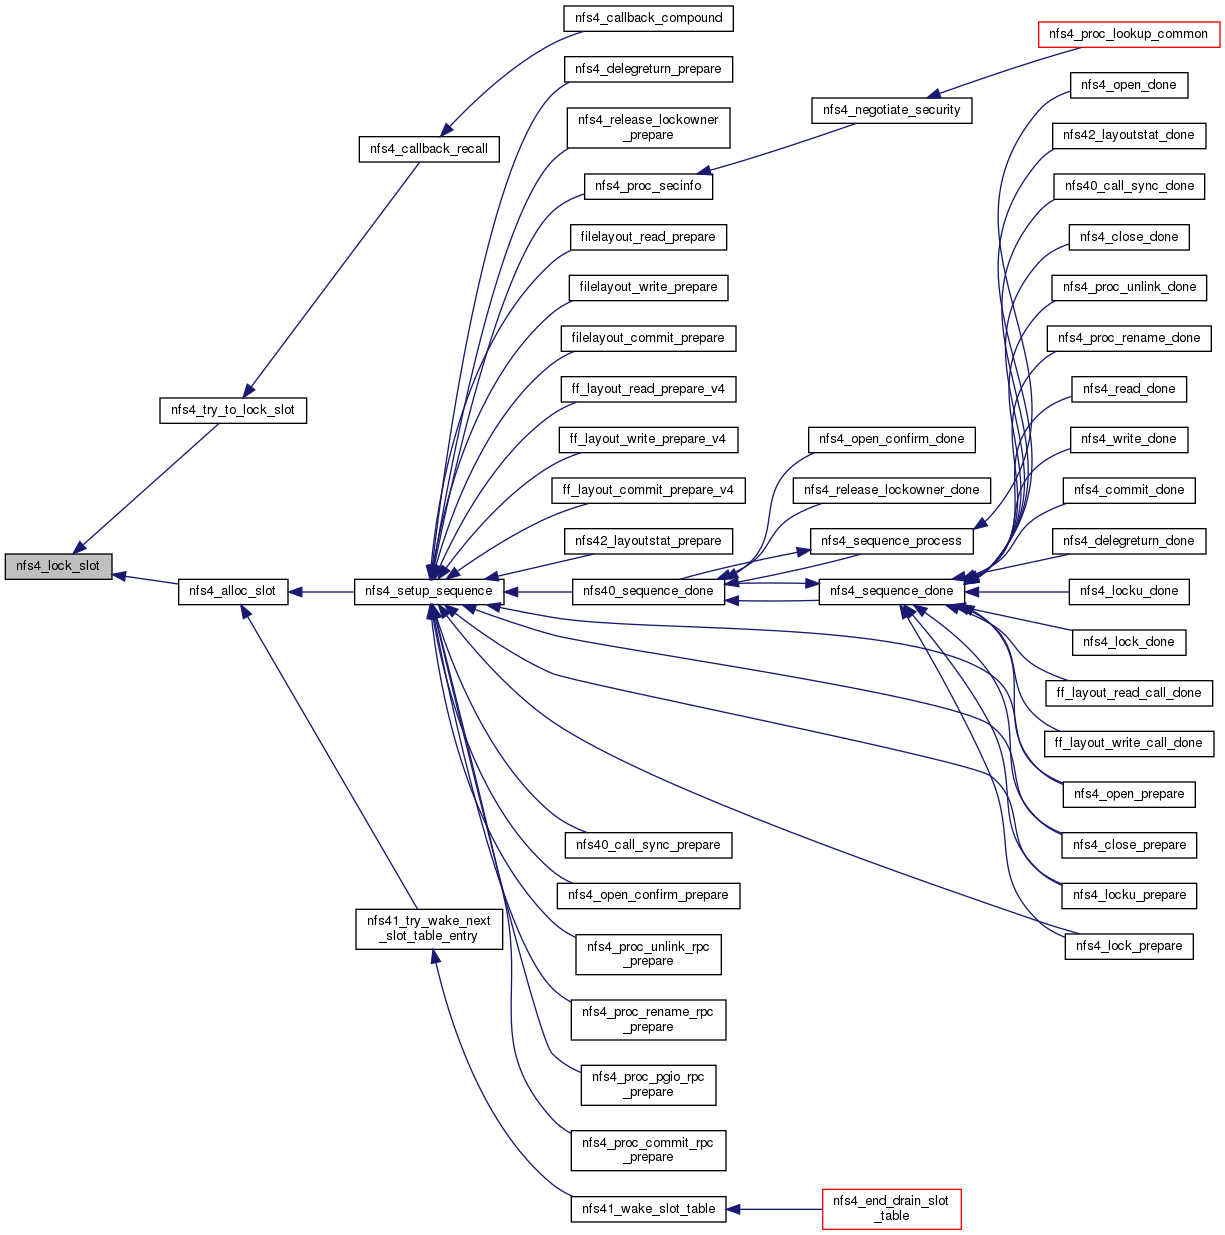 nfs4_callback_compound
nfs4_proc_lookup_common
nfs4_delegreturn_prepare
nfs4_open_done
nfs4_negotiate_security
nfs4_release_lockowner
_prepare
nfs42_layoutstat_done
nfs4_callback_recall
nfs4_proc_secinfo
nfs40_call_sync_done
filelayout_read_prepare
nfs4_close_done
filelayout_write_prepare
nfs4_proc_unlink_done
filelayout_commit_prepare
nfs4_proc_rename_done
ff_layout_read_prepare_v4
nfs4_read_done
nfs4_try_to_lock_slot
ff_layout_write_prepare_v4
nfs4_open_confirm_done
nfs4_write_done
ff_layout_commit_prepare_v4
nfs4_release_lockowner_done
nfs4_commit_done
nfs42_layoutstat_prepare
nfs4_sequence_process
nfs4_delegreturn_done
nfs4_lock_slot
nfs4_alloc_slot
nfs4_setup_sequence
nfs40_sequence_done
nfs4_sequence_done
nfs4_locku_done
nfs4_lock_done
ff_layout_read_call_done
ff_layout_write_call_done
nfs4_open_prepare
nfs40_call_sync_prepare
nfs4_close_prepare
nfs4_open_confirm_prepare
nfs4_locku_prepare
nfs41_try_wake_next
_slot_table_entry
nfs4_proc_unlink_rpc
_prepare
nfs4_lock_prepare
nfs4_proc_rename_rpc
_prepare
nfs4_proc_pgio_rpc
_prepare
nfs4_proc_commit_rpc
_prepare
nfs41_wake_slot_table
nfs4_end_drain_slot
_table